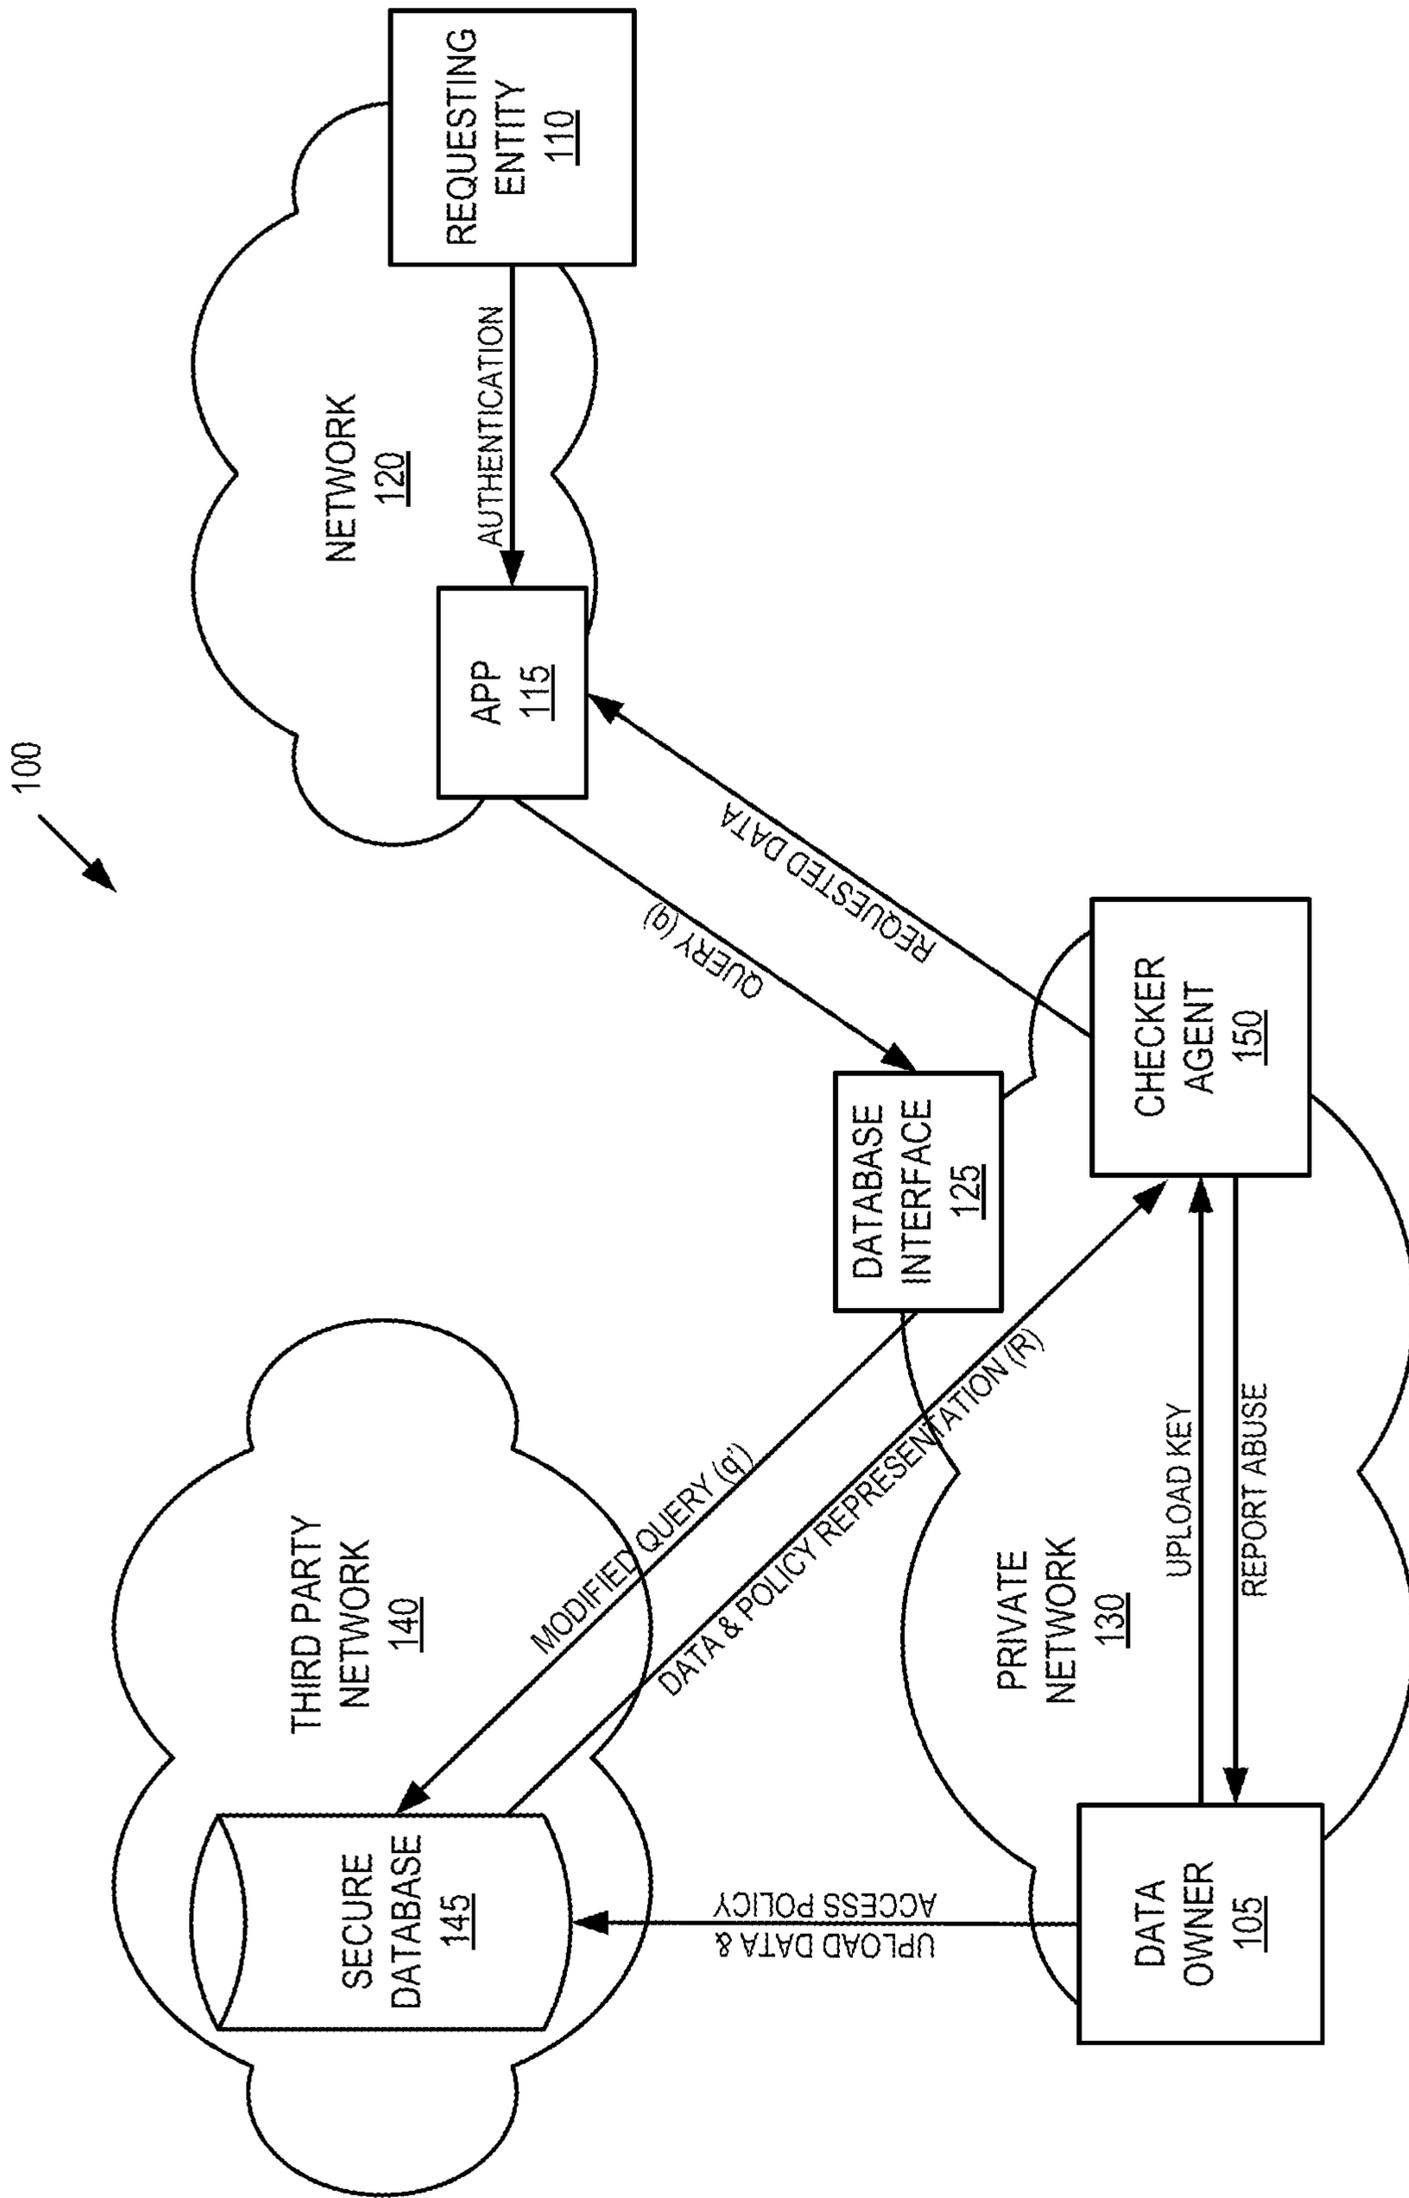 100
THIRD PARTY
NETWORK
140
SECURE
DATABASE
145
NETWORK
120
APP
115
AUTHENTICATION
REQUESTING
ENTITY
110
MODIFIED QUERY (q')
DATA & POLICY REPRESENTATION (R)
QUERY (q)
REQUESTED DATA
UPLOAD DATA &
ACCESS POLICY
DATABASE
INTERFACE
125
PRIVATE
NETWORK
130
DATA
OWNER
105
UPLOAD KEY
REPORT ABUSE
CHECKER
AGENT
150